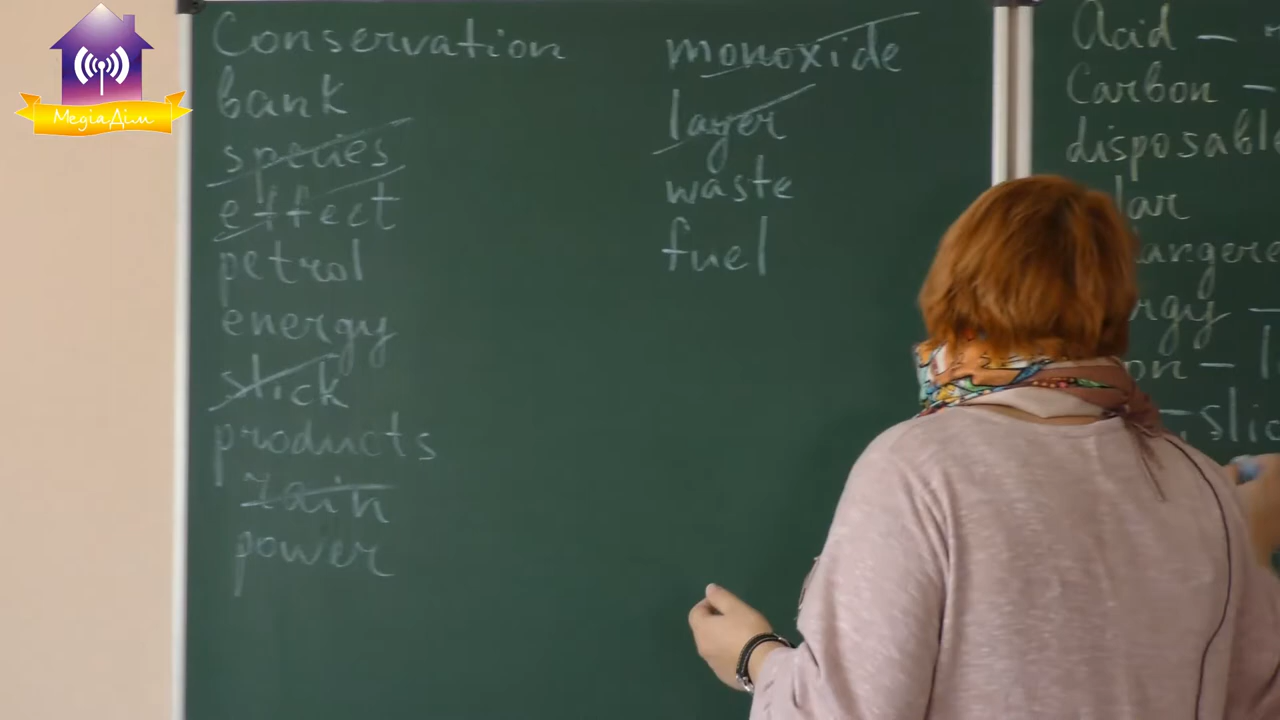 МедіаДім
Conservation
bank
species
effect
petrol
energy
slick
products
rain
power
monoxide
layer
waste
fuel
Acid –
Carbon –
disposable